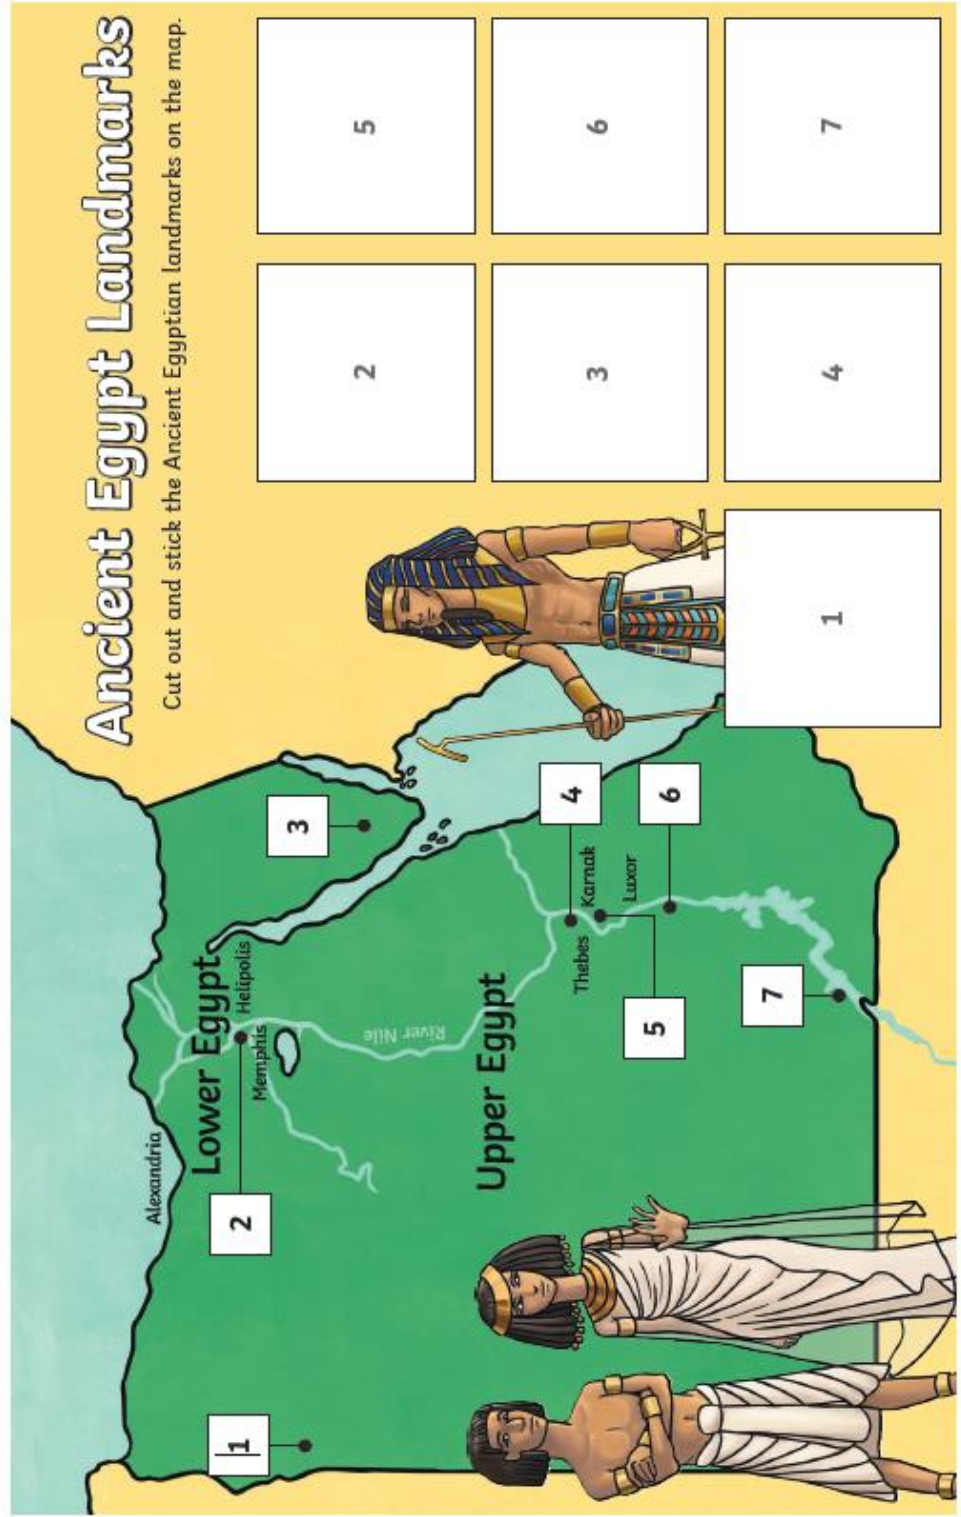 Ancient Egypt Landmarks
Cut out and stick the Ancient Egyptian landmarks on the map.
Alexandria
Lower Egypt
Helipolis
Memphis
River Nile
Upper Egypt
Thebes
Karnak
Luxor
1
2
3
4
5
6
7
2
5
3
6
1
4
7